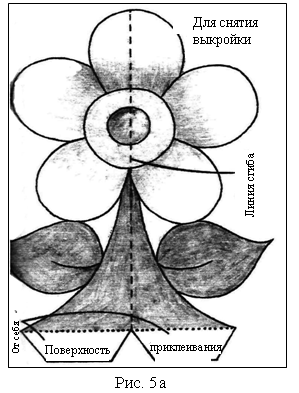 Для снятия
выкройки
Линия сгиба
От себя
Поверхность
приклеивания
Рис. 5а